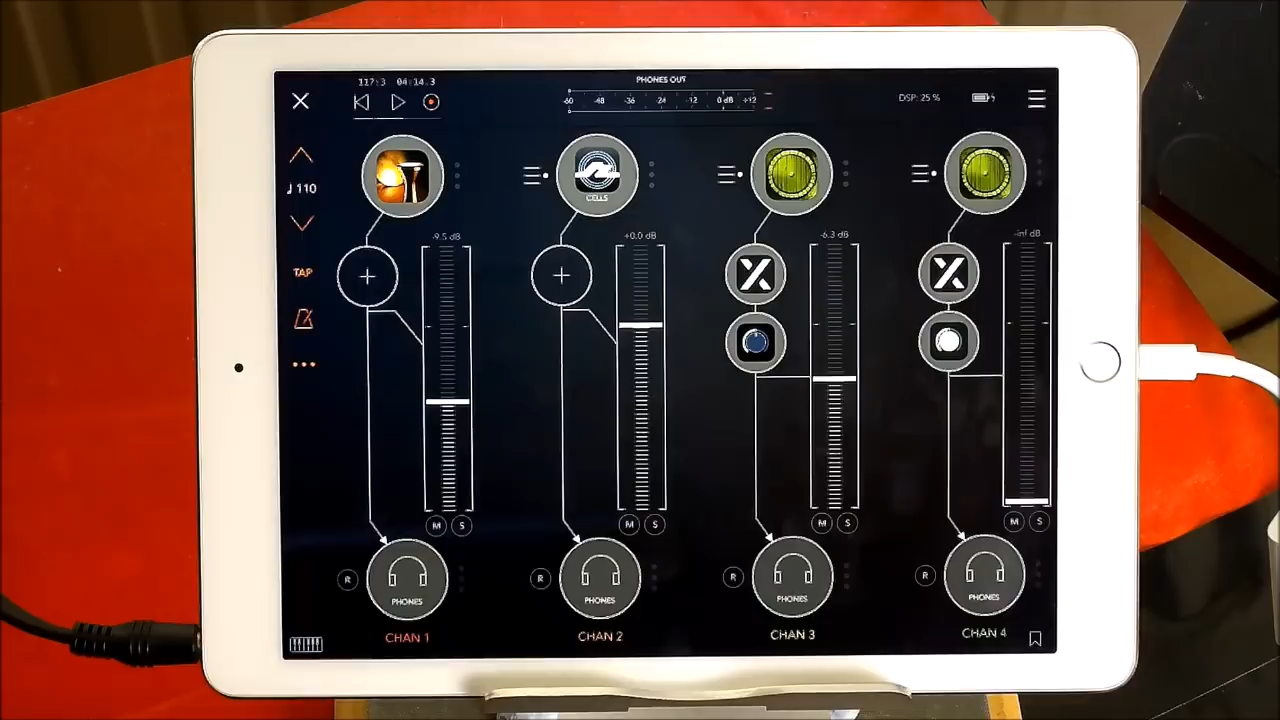 117:3 04:14.3
PHONES OUT
-60 -48 -36 -24 -12 0 dB +12
DSP: 25 %
110
TAP
CELLS
-9.5 dB
+0.0 dB
-6.3 dB
-inf dB
M S
M S
M S
M S
R
PHONES
R
PHONES
R
PHONES
R
PHONES
CHAN 1
CHAN 2
CHAN 3
CHAN 4